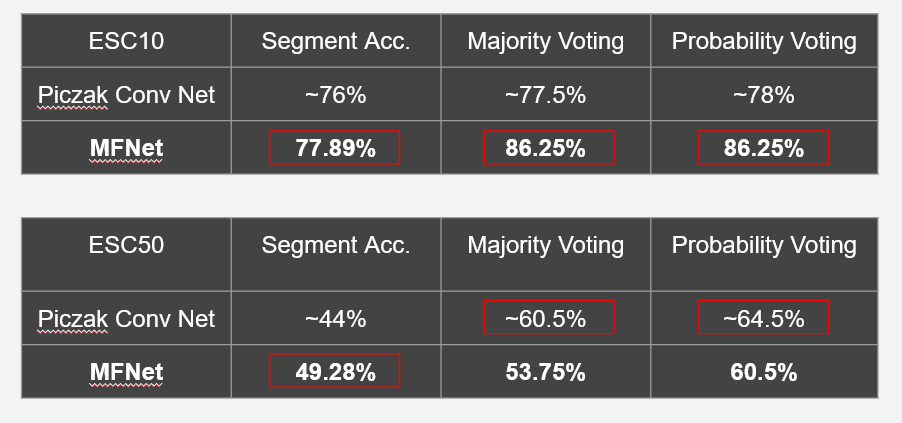 ESC10 Segment Acc. Majority Voting Probability Voting
Piczak Conv Net ~76% ~77.5% ~78%
MFNet 77.89% 86.25% 86.25%
ESC50 Segment Acc. Majority Voting Probability Voting
Piczak Conv Net ~44% ~60.5% ~64.5%
MFNet 49.28% 53.75% 60.5%